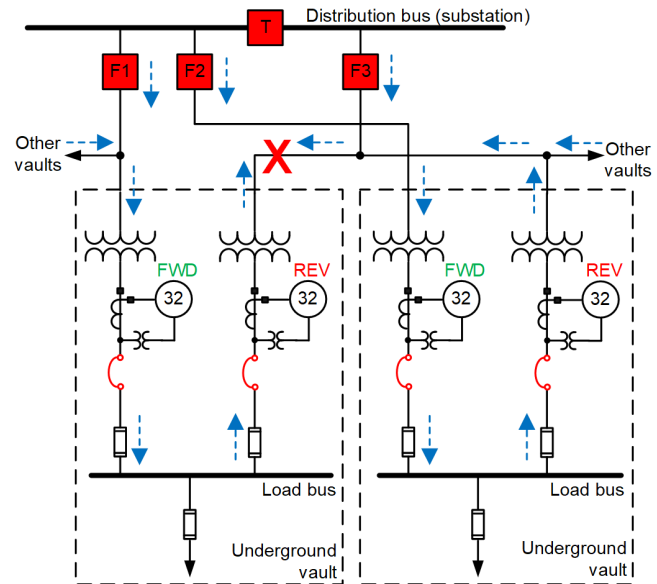 Distribution bus (substation)
T
F1
F2
F3
Other
vaults
Other
vaults
FWD
REV
FWD
REV
32
32
32
32
Load bus
Load bus
Underground
vault
Underground
vault